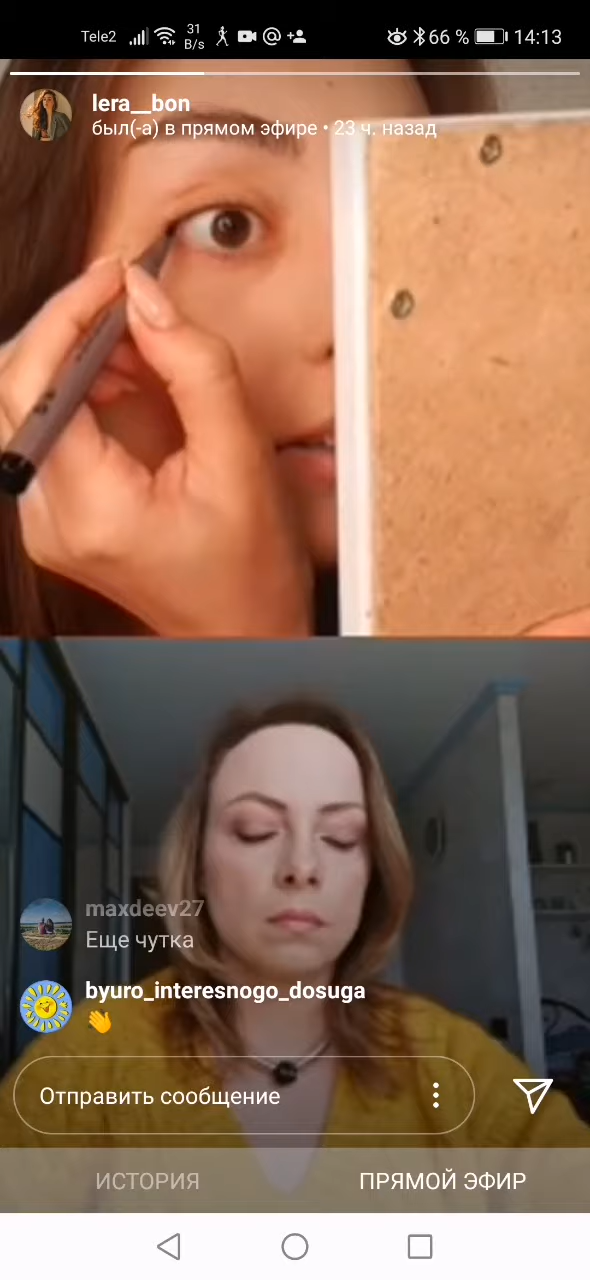 Tele2
31
B/s
66 %
14:13
lera__bon
был(-а) в прямом эфире • 23 ч. назад
maxdeev27
Еще чутка
byuro_interesnogo_dosuga
👋
Отправить сообщение
ИСТОРИЯ
ПРЯМОЙ ЭФИР